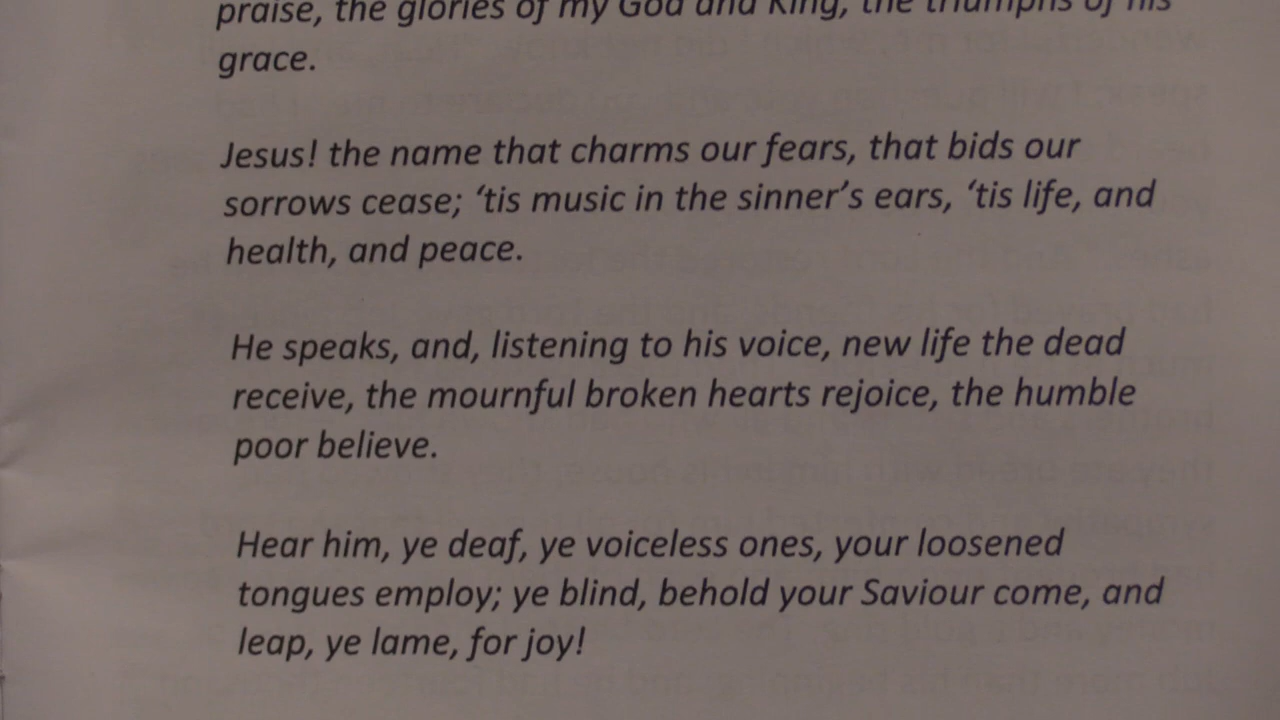 praise, the glories of my God and King, the triumphs of his
grace.
Jesus! the name that charms our fears, that bids our
sorrows cease; ‘tis music in the sinner’s ears, ‘tis life, and
health, and peace.
He speaks, and, listening to his voice, new life the dead
receive, the mournful broken hearts rejoice, the humble
poor believe.
Hear him, ye deaf, ye voiceless ones, your loosened
tongues employ; ye blind, behold your Saviour come, and
leap, ye lame, for joy!